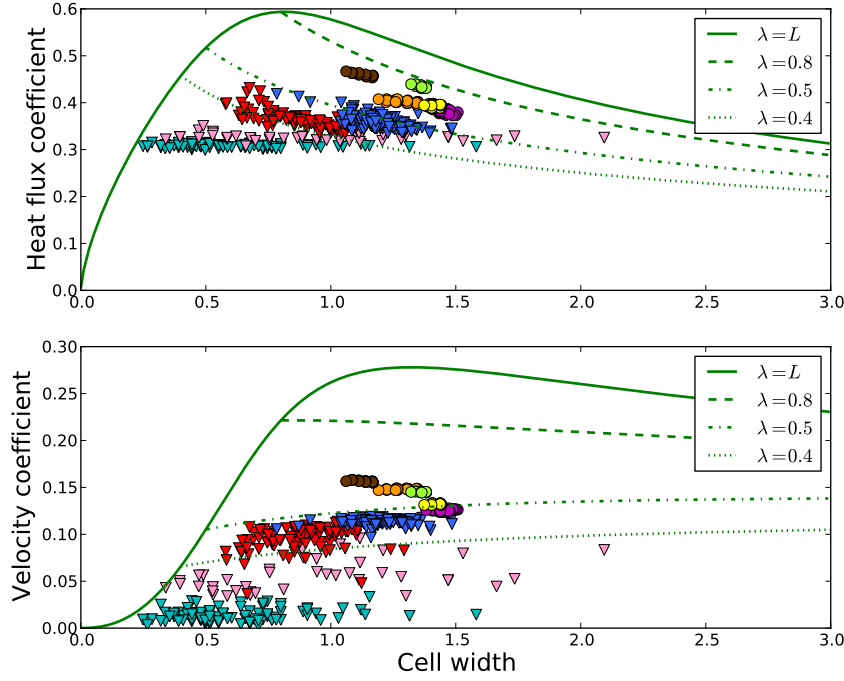 Heat flux coefficient
0.6
0.5
0.4
0.3
0.2
0.1
0.0
0.0 0.5 1.0 1.5 2.0 2.5 3.0
λ = L
λ = 0.8
λ = 0.5
λ = 0.4
Velocity coefficient
0.30
0.25
0.20
0.15
0.10
0.05
0.00
0.0 0.5 1.0 1.5 2.0 2.5 3.0
λ = L
λ = 0.8
λ = 0.5
λ = 0.4
Cell width